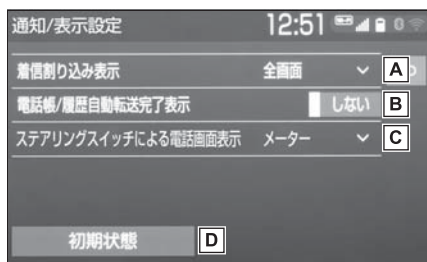 通知/表示設定 12:51
着信割り込み表示 全画面 A
電話帳/履歴自動転送完了表示 しない B
ステアリングスイッチによる電話画面表示 メーター C
初期状態 D